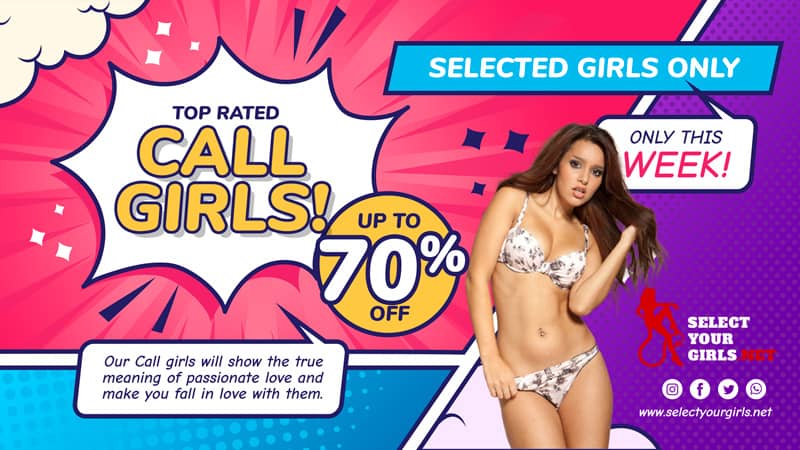 SELECTED GIRLS ONLY
TOP RATED
CALL
GIRLS!
ONLY THIS
WEEK!
UP TO
70%
OFF
SELECT
YOUR
GIRLS NET
Our Call girls will show the true
meaning of passionate love and
make you fall in love with them.
www.selectyourgirls.net